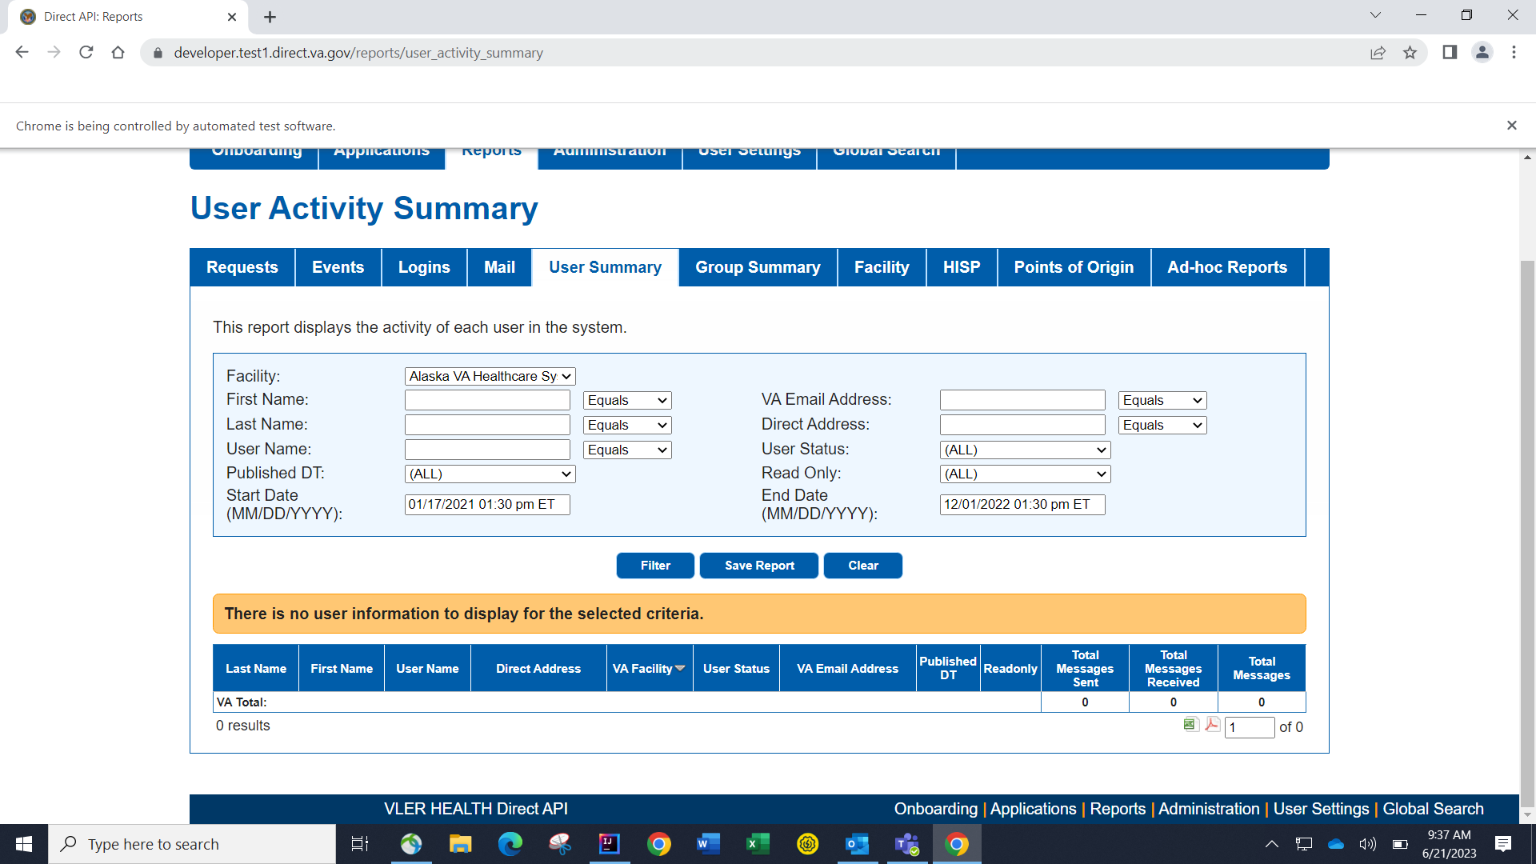 Direct API: Reports
developer.test1.direct.va.gov/reports/user_activity_summary
Chrome is being controlled by automated test software.
Onboarding Applications Reports Administration User Settings Global Search
User Activity Summary
Requests Events Logins Mail User Summary Group Summary Facility HISP Points of Origin Ad-hoc Reports
This report displays the activity of each user in the system.
Facility: Alaska VA Healthcare Sy
First Name: Equals VA Email Address: Equals
Last Name: Equals Direct Address: Equals
User Name: Equals User Status: (ALL)
Published DT: (ALL) Read Only: (ALL)
Start Date (MM/DD/YYYY): 01/17/2021 01:30 pm ET End Date (MM/DD/YYYY): 12/01/2022 01:30 pm ET
Filter Save Report Clear
There is no user information to display for the selected criteria.
Last Name First Name User Name Direct Address VA Facility User Status VA Email Address Published DT Readonly Total Messages Sent Total Messages Received Total Messages
VA Total: 0 0 0
0 results 1 of 0
VLER HEALTH Direct API Onboarding | Applications | Reports | Administration | User Settings | Global Search
Type here to search
9:37 AM
6/21/2023